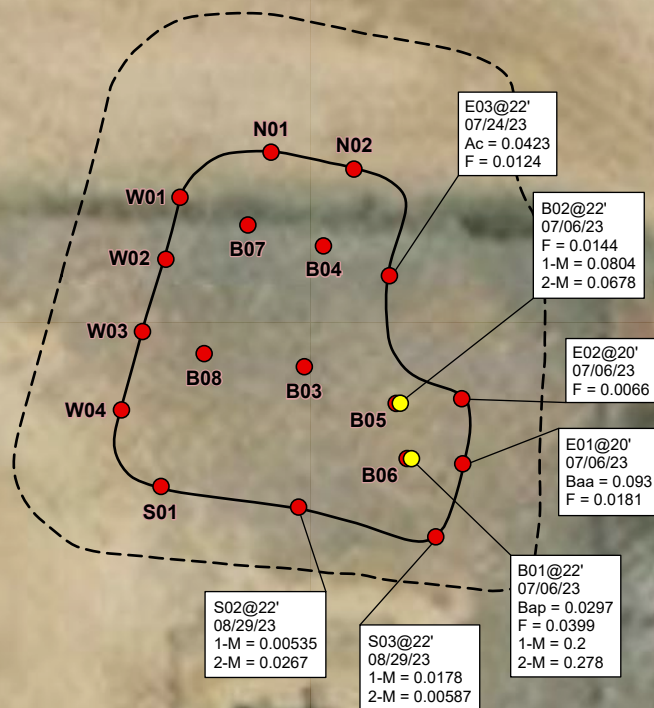 E03@22'
07/24/23
Ac = 0.0423
F = 0.0124
N01
N02
W01
B02@22'
07/06/23
F = 0.0144
1-M = 0.0804
2-M = 0.0678
B07
B04
W02
W03
B08
B03
E02@20'
07/06/23
F = 0.0066
W04
B05
E01@20'
07/06/23
Baa = 0.093
F = 0.0181
B06
S01
B01@22'
07/06/23
Bap = 0.0297
F = 0.0399
1-M = 0.2
2-M = 0.278
S02@22'
08/29/23
1-M = 0.00535
2-M = 0.0267
S03@22'
08/29/23
1-M = 0.0178
2-M = 0.00587